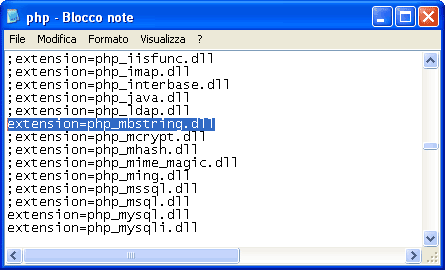 php - Blocco note
File Modifica Formato Visualizza ?
;extension=php_iisfunc.dll
;extension=php_imap.dll
;extension=php_interbase.dll
;extension=php_java.dll
;extension=php_ldap.dll
extension=php_mbstring.dll
;extension=php_mcrypt.dll
;extension=php_mhash.dll
;extension=php_mime_magic.dll
;extension=php_ming.dll
;extension=php_mssql.dll
;extension=php_msql.dll
extension=php_mysql.dll
extension=php_mysqli.dll